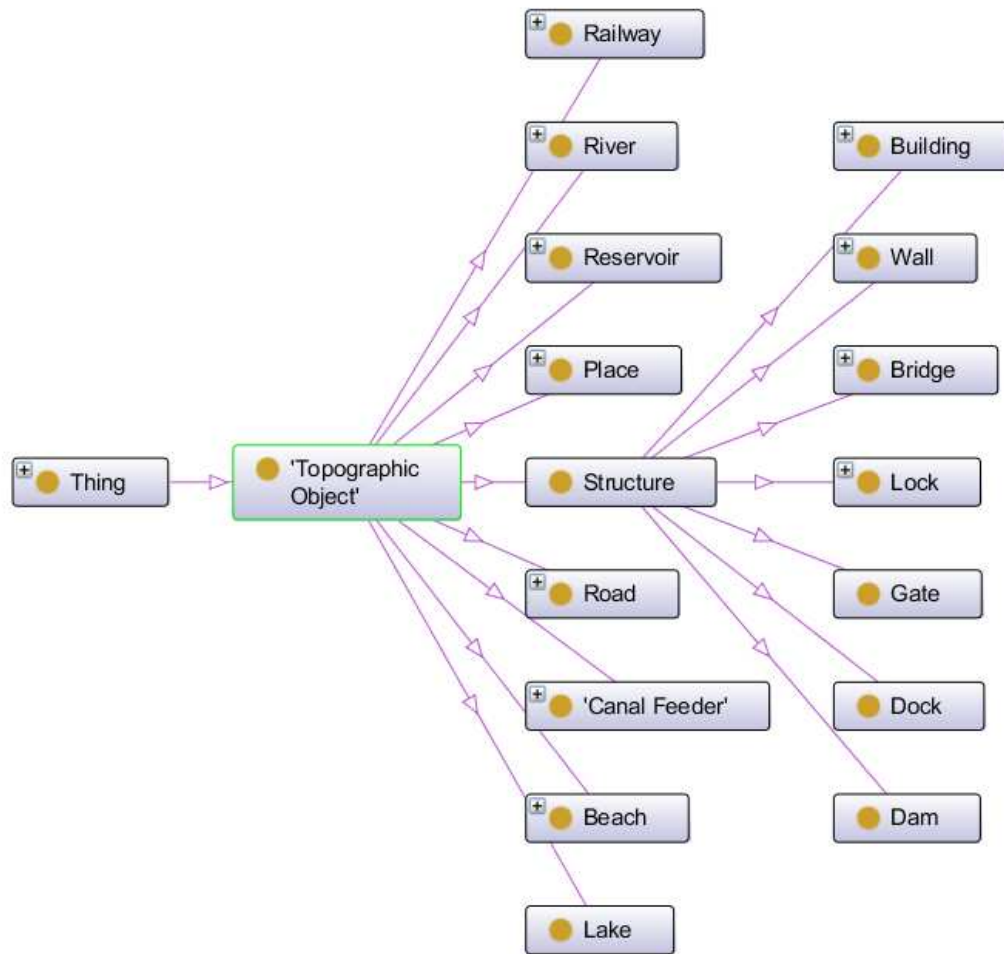 Railway
River
Building
Reservoir
Wall
Place
Bridge
Thing
'Topographic
Object'
Structure
Lock
Road
Gate
'Canal Feeder'
Dock
Beach
Dam
Lake